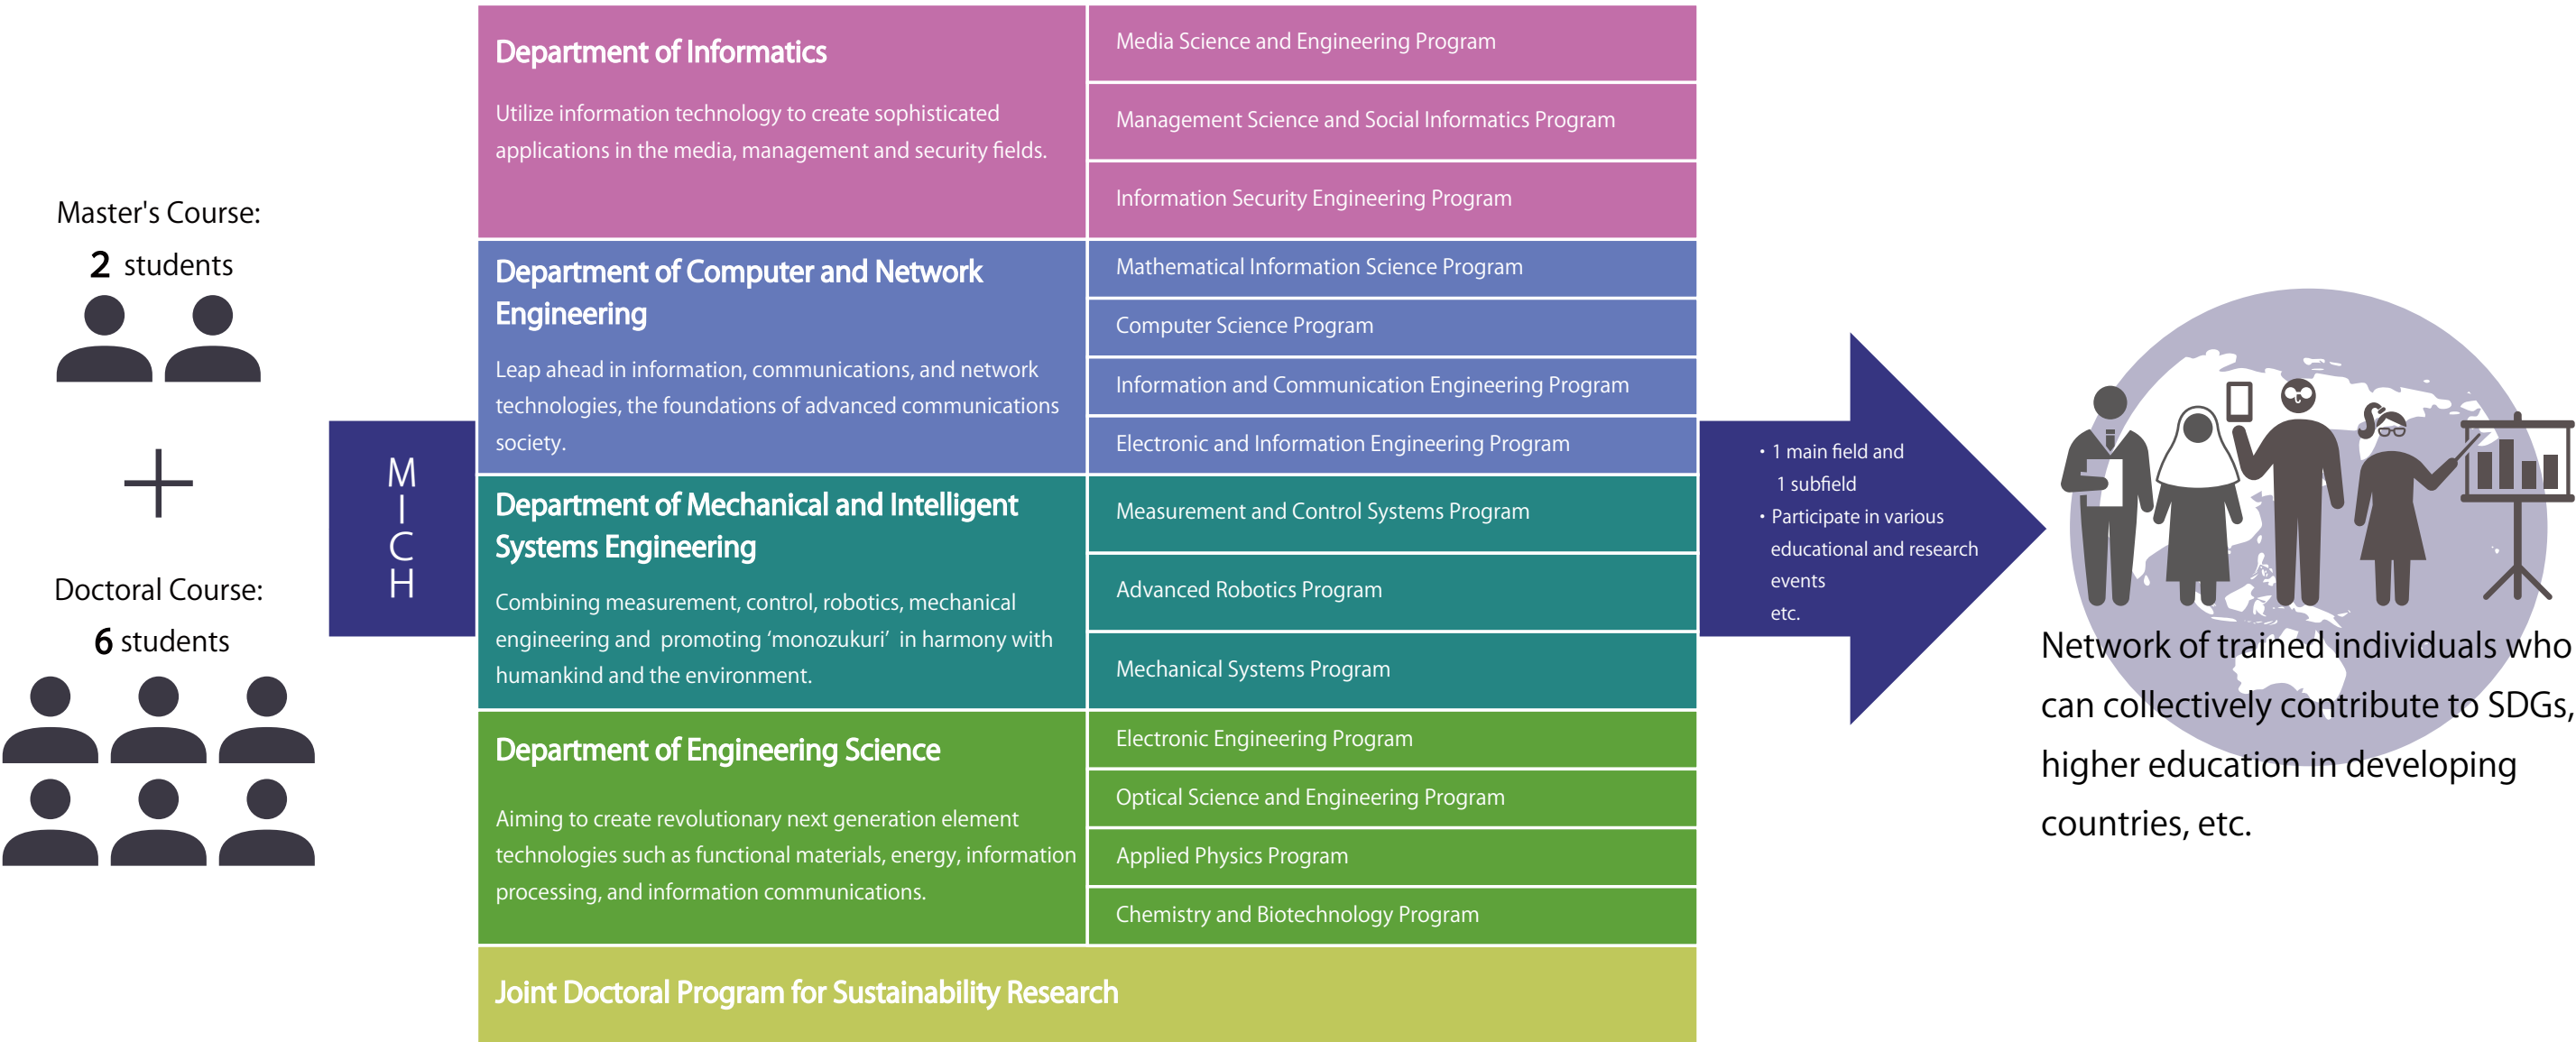 Master's Course:
2 students
Doctoral Course:
6 students
MICH
Department of Informatics
Utilize information technology to create sophisticated
applications in the media, management and security fields.
Media Science and Engineering Program
Management Science and Social Informatics Program
Information Security Engineering Program
Department of Computer and Network
Engineering
Leap ahead in information, communications, and network
technologies, the foundations of advanced communications
society.
Mathematical Information Science Program
Computer Science Program
Information and Communication Engineering Program
Electronic and Information Engineering Program
Department of Mechanical and Intelligent
Systems Engineering
Combining measurement, control, robotics, mechanical
engineering and promoting ‘monozukuri’ in harmony with
humankind and the environment.
Measurement and Control Systems Program
Advanced Robotics Program
Mechanical Systems Program
Department of Engineering Science
Aiming to create revolutionary next generation element
technologies such as functional materials, energy, information
processing, and information communications.
Electronic Engineering Program
Optical Science and Engineering Program
Applied Physics Program
Chemistry and Biotechnology Program
Joint Doctoral Program for Sustainability Research
・1 main field and
1 subfield
・Participate in various
educational and research
events
etc.
Network of trained individuals who
can collectively contribute to SDGs,
higher education in developing
countries, etc.